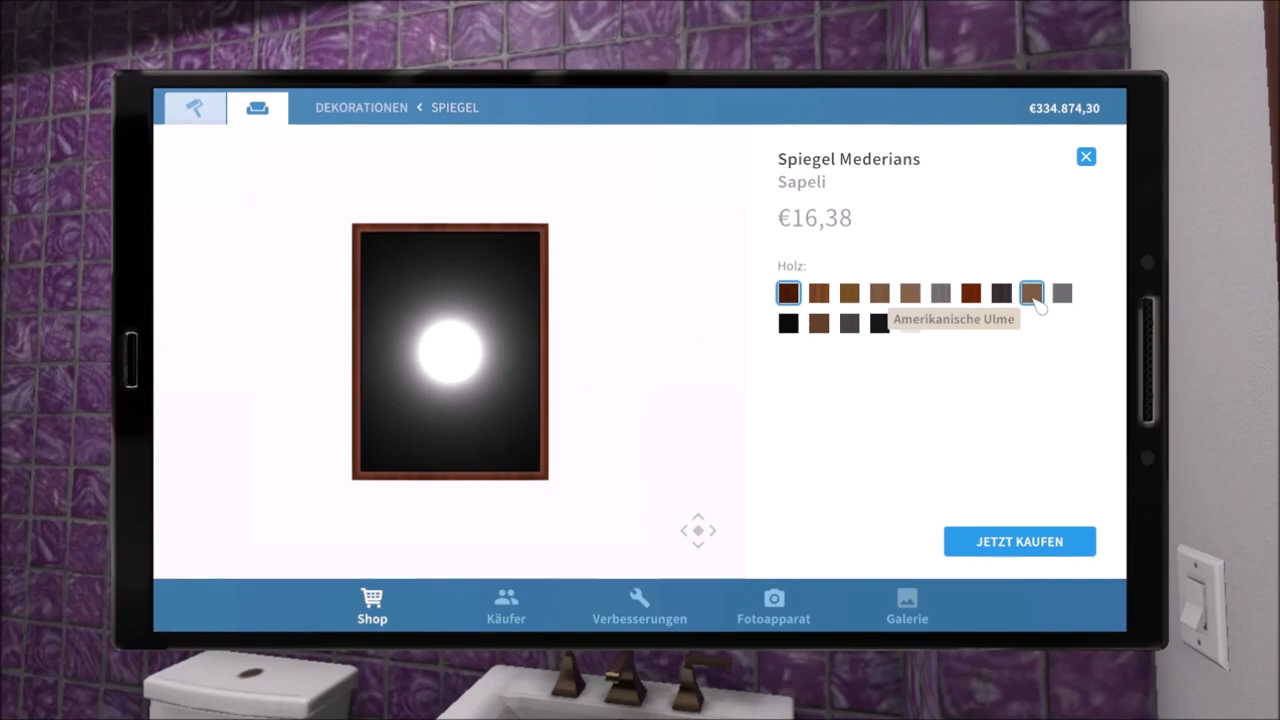 DEKORATIONEN < SPIEGEL
€334.874,30
Spiegel Mederians
Sapeli
€16,38
Holz:
Amerikanische Ulme
JETZT KAUFEN
Shop
Käufer
Verbesserungen
Fotoapparat
Galerie